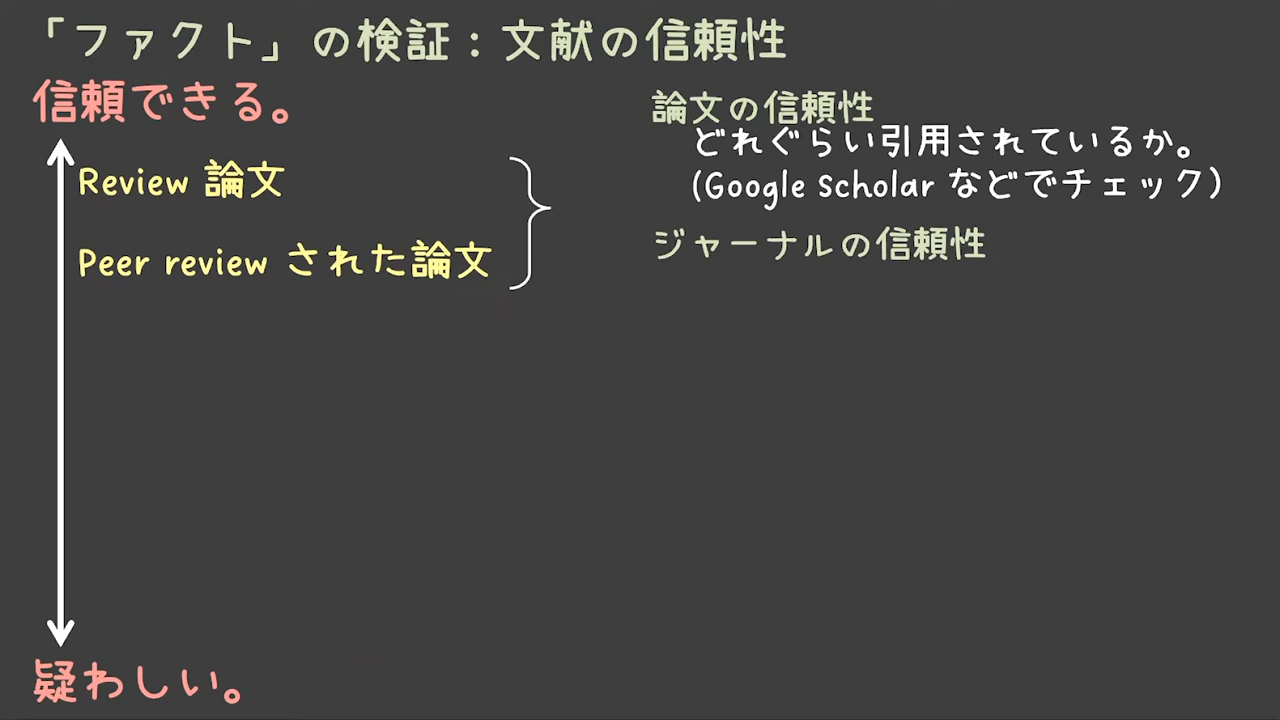 「ファクト」の検証：文献の信頼性
信頼できる。
Review 論文
Peer review された論文
論文の信頼性
どれぐらい引用されているか。
(Google Scholar などでチェック)
ジャーナルの信頼性
疑わしい。